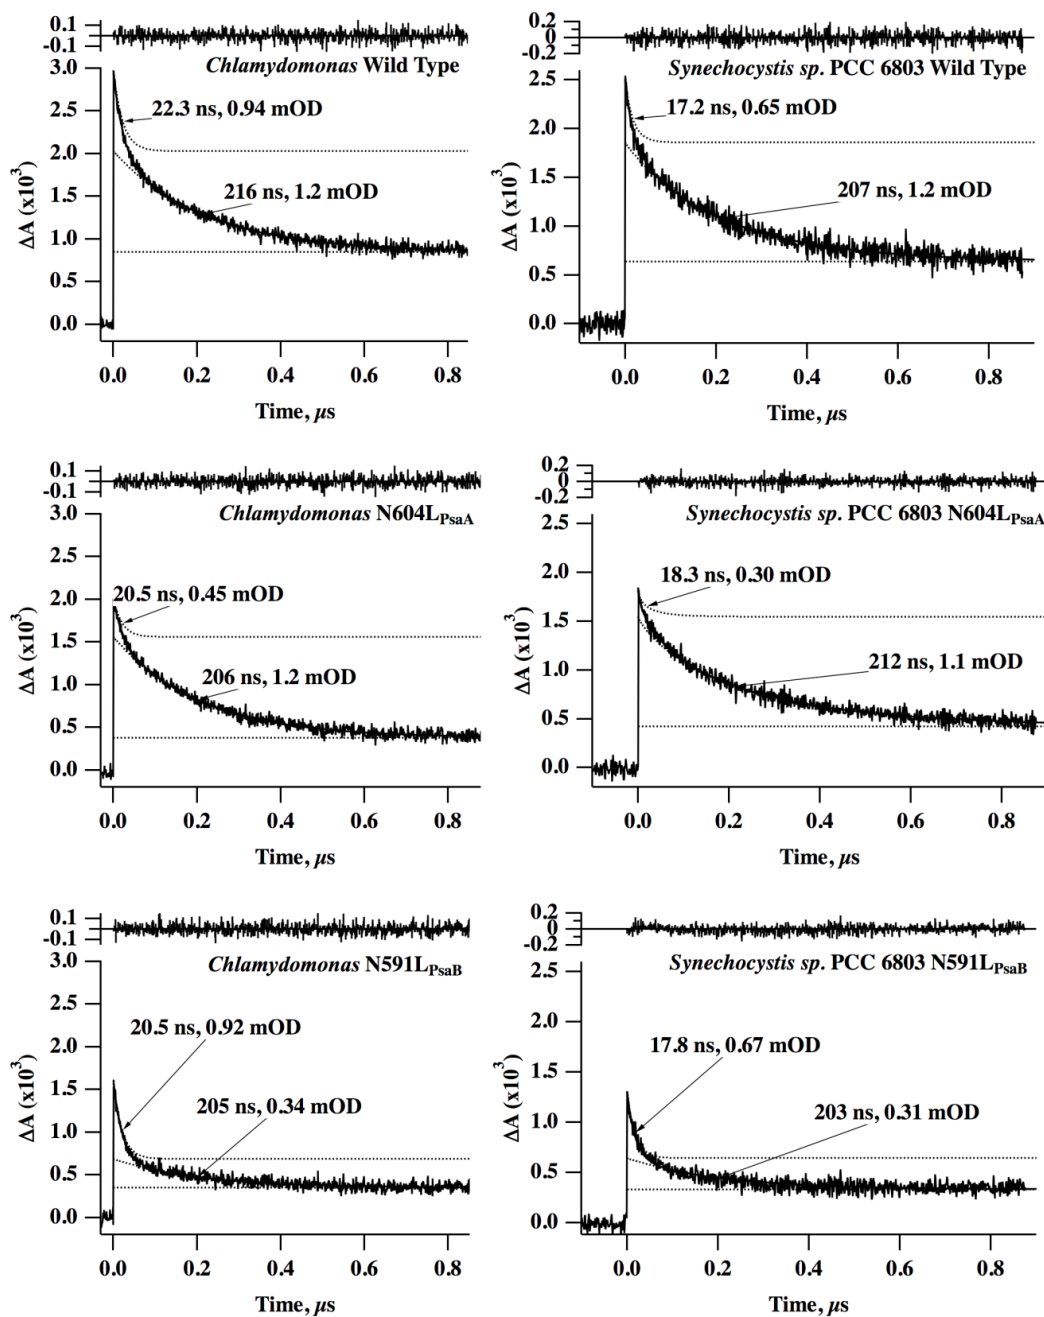 0.1
-0.1
Chlamydomonas Wild Type
3.0
2.5
2.0
1.5
1.0
0.5
0.0
ΔA (x10³)
22.3 ns, 0.94 mOD
216 ns, 1.2 mOD
0.0 0.2 0.4 0.6 0.8
Time, μs
0.2
0
-0.2
Synechocystis sp. PCC 6803 Wild Type
2.5
2.0
1.5
1.0
0.5
0.0
ΔA (x10³)
17.2 ns, 0.65 mOD
207 ns, 1.2 mOD
0.0 0.2 0.4 0.6 0.8
Time, μs
0.1
-0.1
Chlamydomonas N604L PsaA
3.0
2.5
2.0
1.5
1.0
0.5
0.0
ΔA (x10³)
20.5 ns, 0.45 mOD
206 ns, 1.2 mOD
0.0 0.2 0.4 0.6 0.8
Time, μs
0.2
0
-0.2
Synechocystis sp. PCC 6803 N604L PsaA
2.5
2.0
1.5
1.0
0.5
0.0
ΔA (x10³)
18.3 ns, 0.30 mOD
212 ns, 1.1 mOD
0.0 0.2 0.4 0.6 0.8
Time, μs
0.1
-0.1
Chlamydomonas N591L PsaB
3.0
2.5
2.0
1.5
1.0
0.5
0.0
ΔA (x10³)
20.5 ns, 0.92 mOD
205 ns, 0.34 mOD
0.0 0.2 0.4 0.6 0.8
Time, μs
0.2
0
-0.2
Synechocystis sp. PCC 6803 N591L PsaB
2.5
2.0
1.5
1.0
0.5
0.0
ΔA (x10³)
17.8 ns, 0.67 mOD
203 ns, 0.31 mOD
0.0 0.2 0.4 0.6 0.8
Time, μs